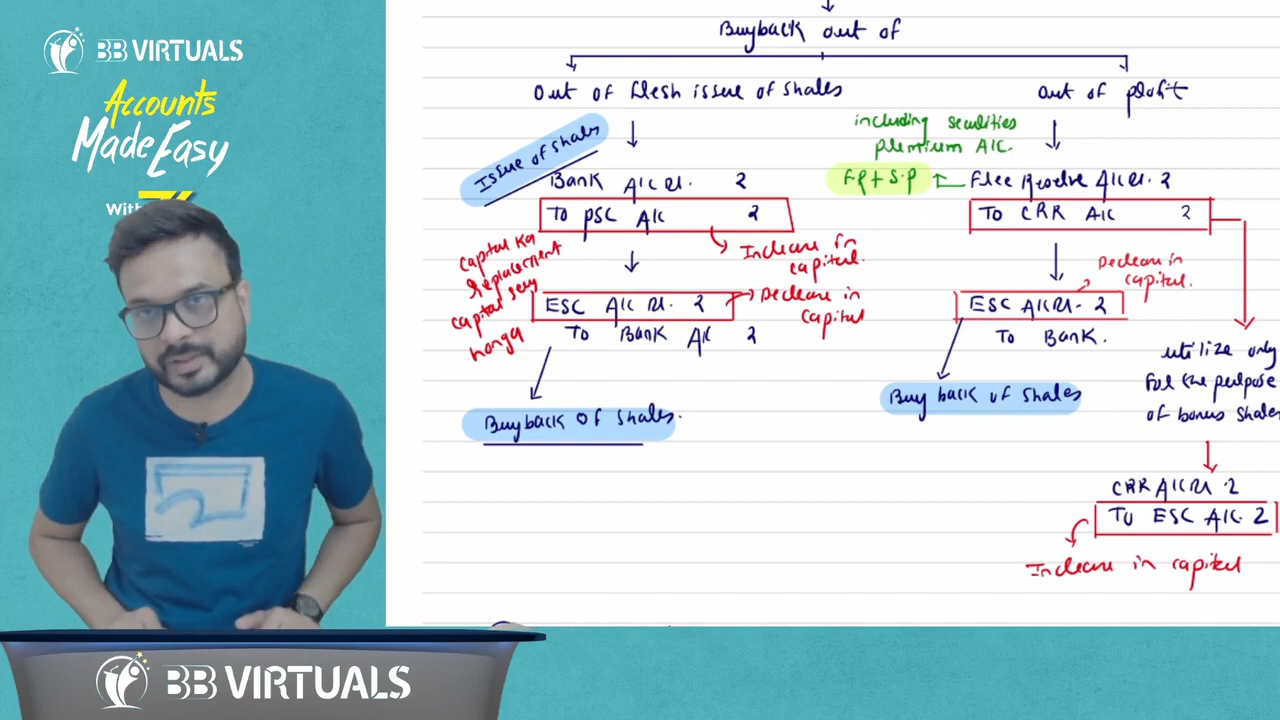 BB VIRTUALS
Accounts
Made Easy
With
Buyback out of
Out of fresh issue of shares
Issue of shares
Bank A/C Dr. 2
To PSC A/C 2
Increase in
capital.
Capital Ka
Replacement
capital sey
honga
ESC A/C Dr. 2
Decrease in
capital
To Bank A/C 2
Buyback of shares.
out of profit
including securities
premium A/C.
F.P + S.P
Free Reserve A/C Dr. 2
To CRR A/C 2
Decrease in
capital.
ESC A/C Dr. 2
To Bank.
Buy back of shares
utilize only
For the purpose
of bonus shares
CRR A/C Dr 2
To ESC A/C. 2
Increase in capital
BB VIRTUALS